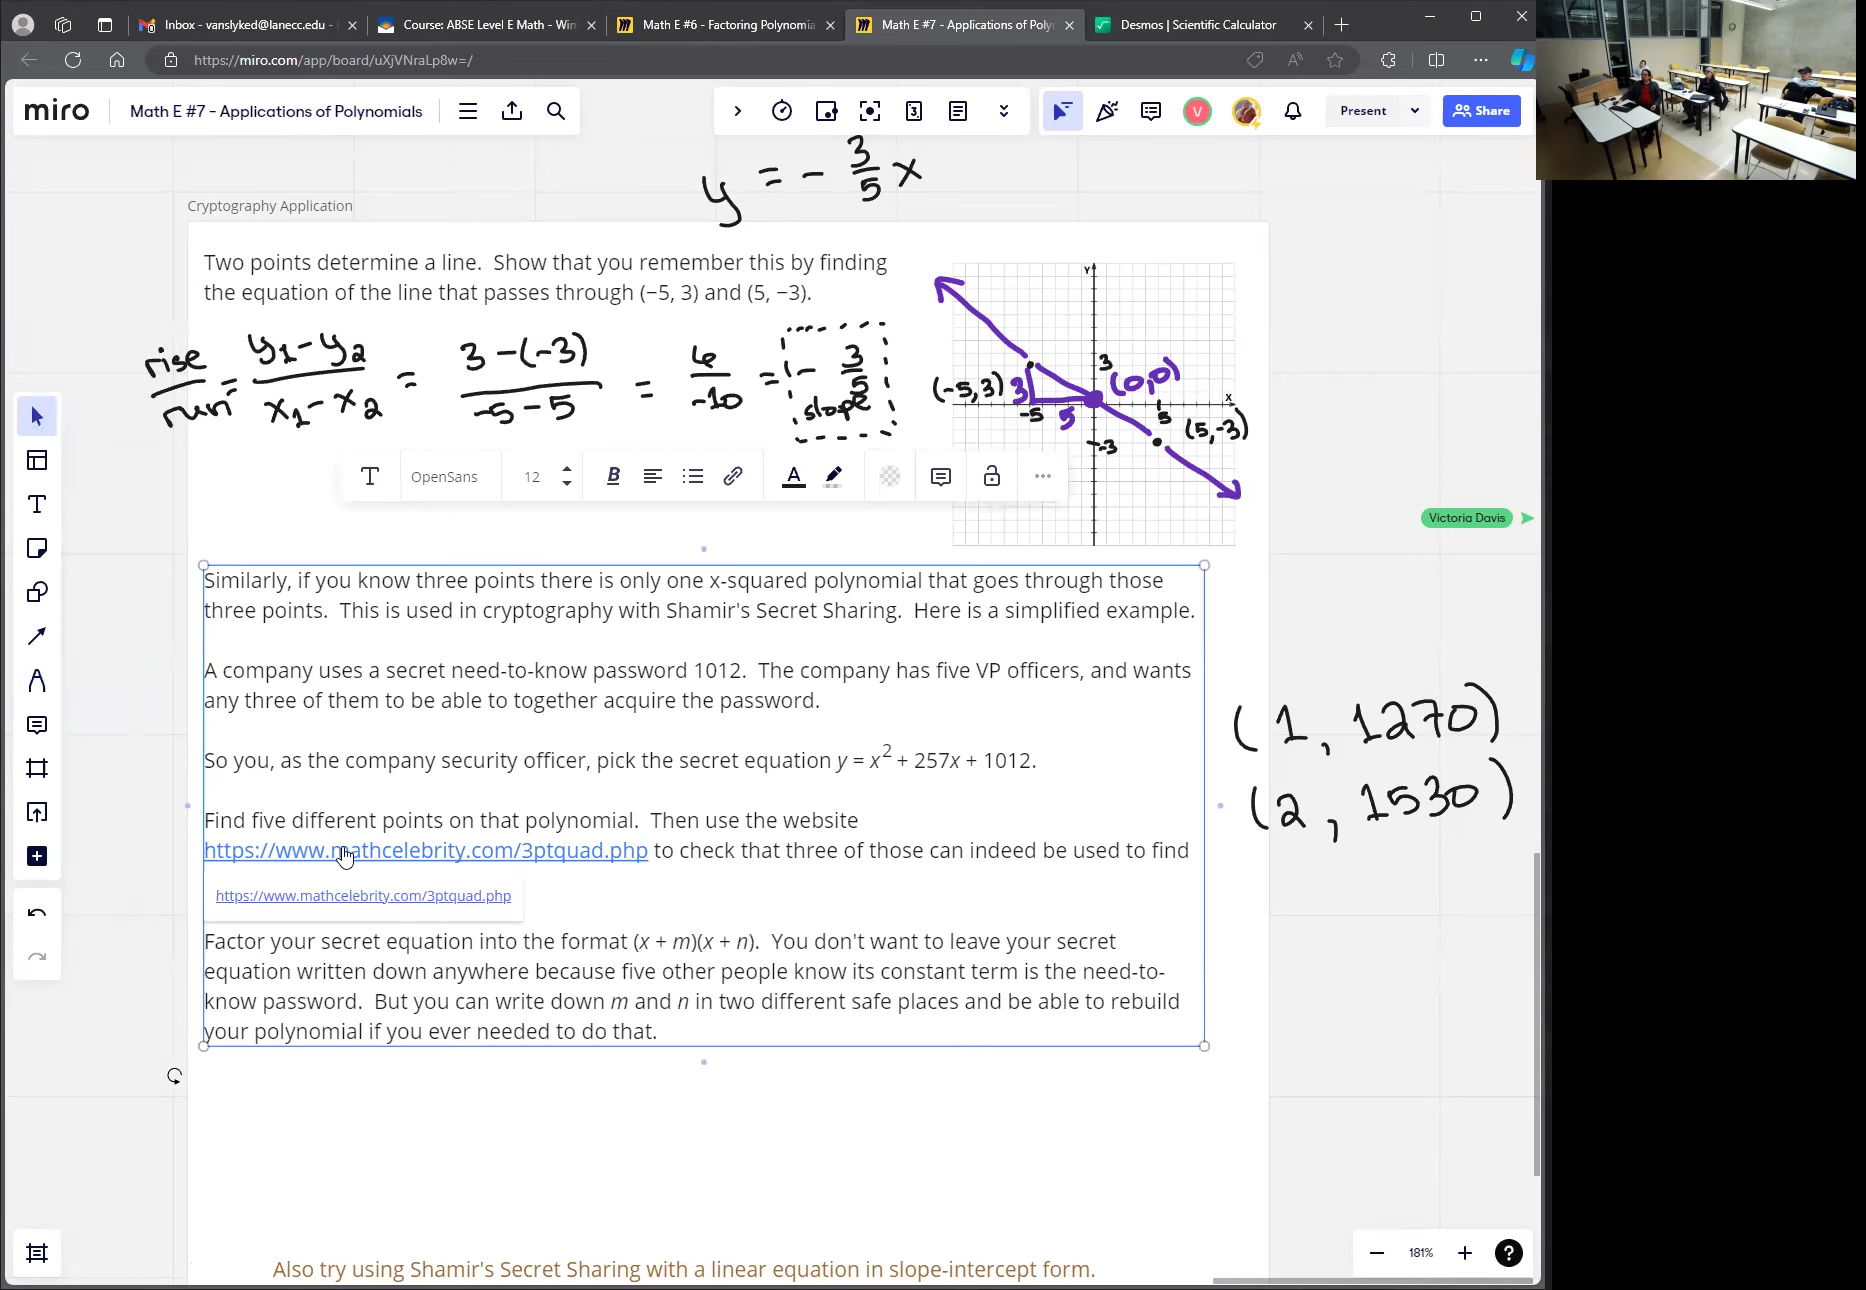 Inbox - vanslyked@lanecc.edu -
Course: ABSE Level E Math - Win
Math E #6 - Factoring Polynomia
Math E #7 - Applications of Poly
Desmos | Scientific Calculator
https://miro.com/app/board/uXjVNraLp8w=/
miro
Math E #7 - Applications of Polynomials
V
Present
Share
y = - 3/5 x
Cryptography Application
Two points determine a line. Show that you remember this by finding
the equation of the line that passes through (−5, 3) and (5, −3).
rise/run = y1 - y2 / x1 - x2 = 3 - (-3) / -5 - 5 = 6 / -10 = - 3/5
slope
Y
X
3
(0,0)
(-5,3)
3
-5
5
5
(5,-3)
-3
OpenSans
12
B
A
Victoria Davis
Similarly, if you know three points there is only one x-squared polynomial that goes through those
three points. This is used in cryptography with Shamir's Secret Sharing. Here is a simplified example.
A company uses a secret need-to-know password 1012. The company has five VP officers, and wants
any three of them to be able to together acquire the password.
So you, as the company security officer, pick the secret equation y = x² + 257x + 1012.
(1, 1270)
(2, 1530)
Find five different points on that polynomial. Then use the website
https://www.mathcelebrity.com/3ptquad.php to check that three of those can indeed be used to find
https://www.mathcelebrity.com/3ptquad.php
Factor your secret equation into the format (x + m)(x + n). You don't want to leave your secret
equation written down anywhere because five other people know its constant term is the need-to-
know password. But you can write down m and n in two different safe places and be able to rebuild
your polynomial if you ever needed to do that.
Also try using Shamir's Secret Sharing with a linear equation in slope-intercept form.
181%